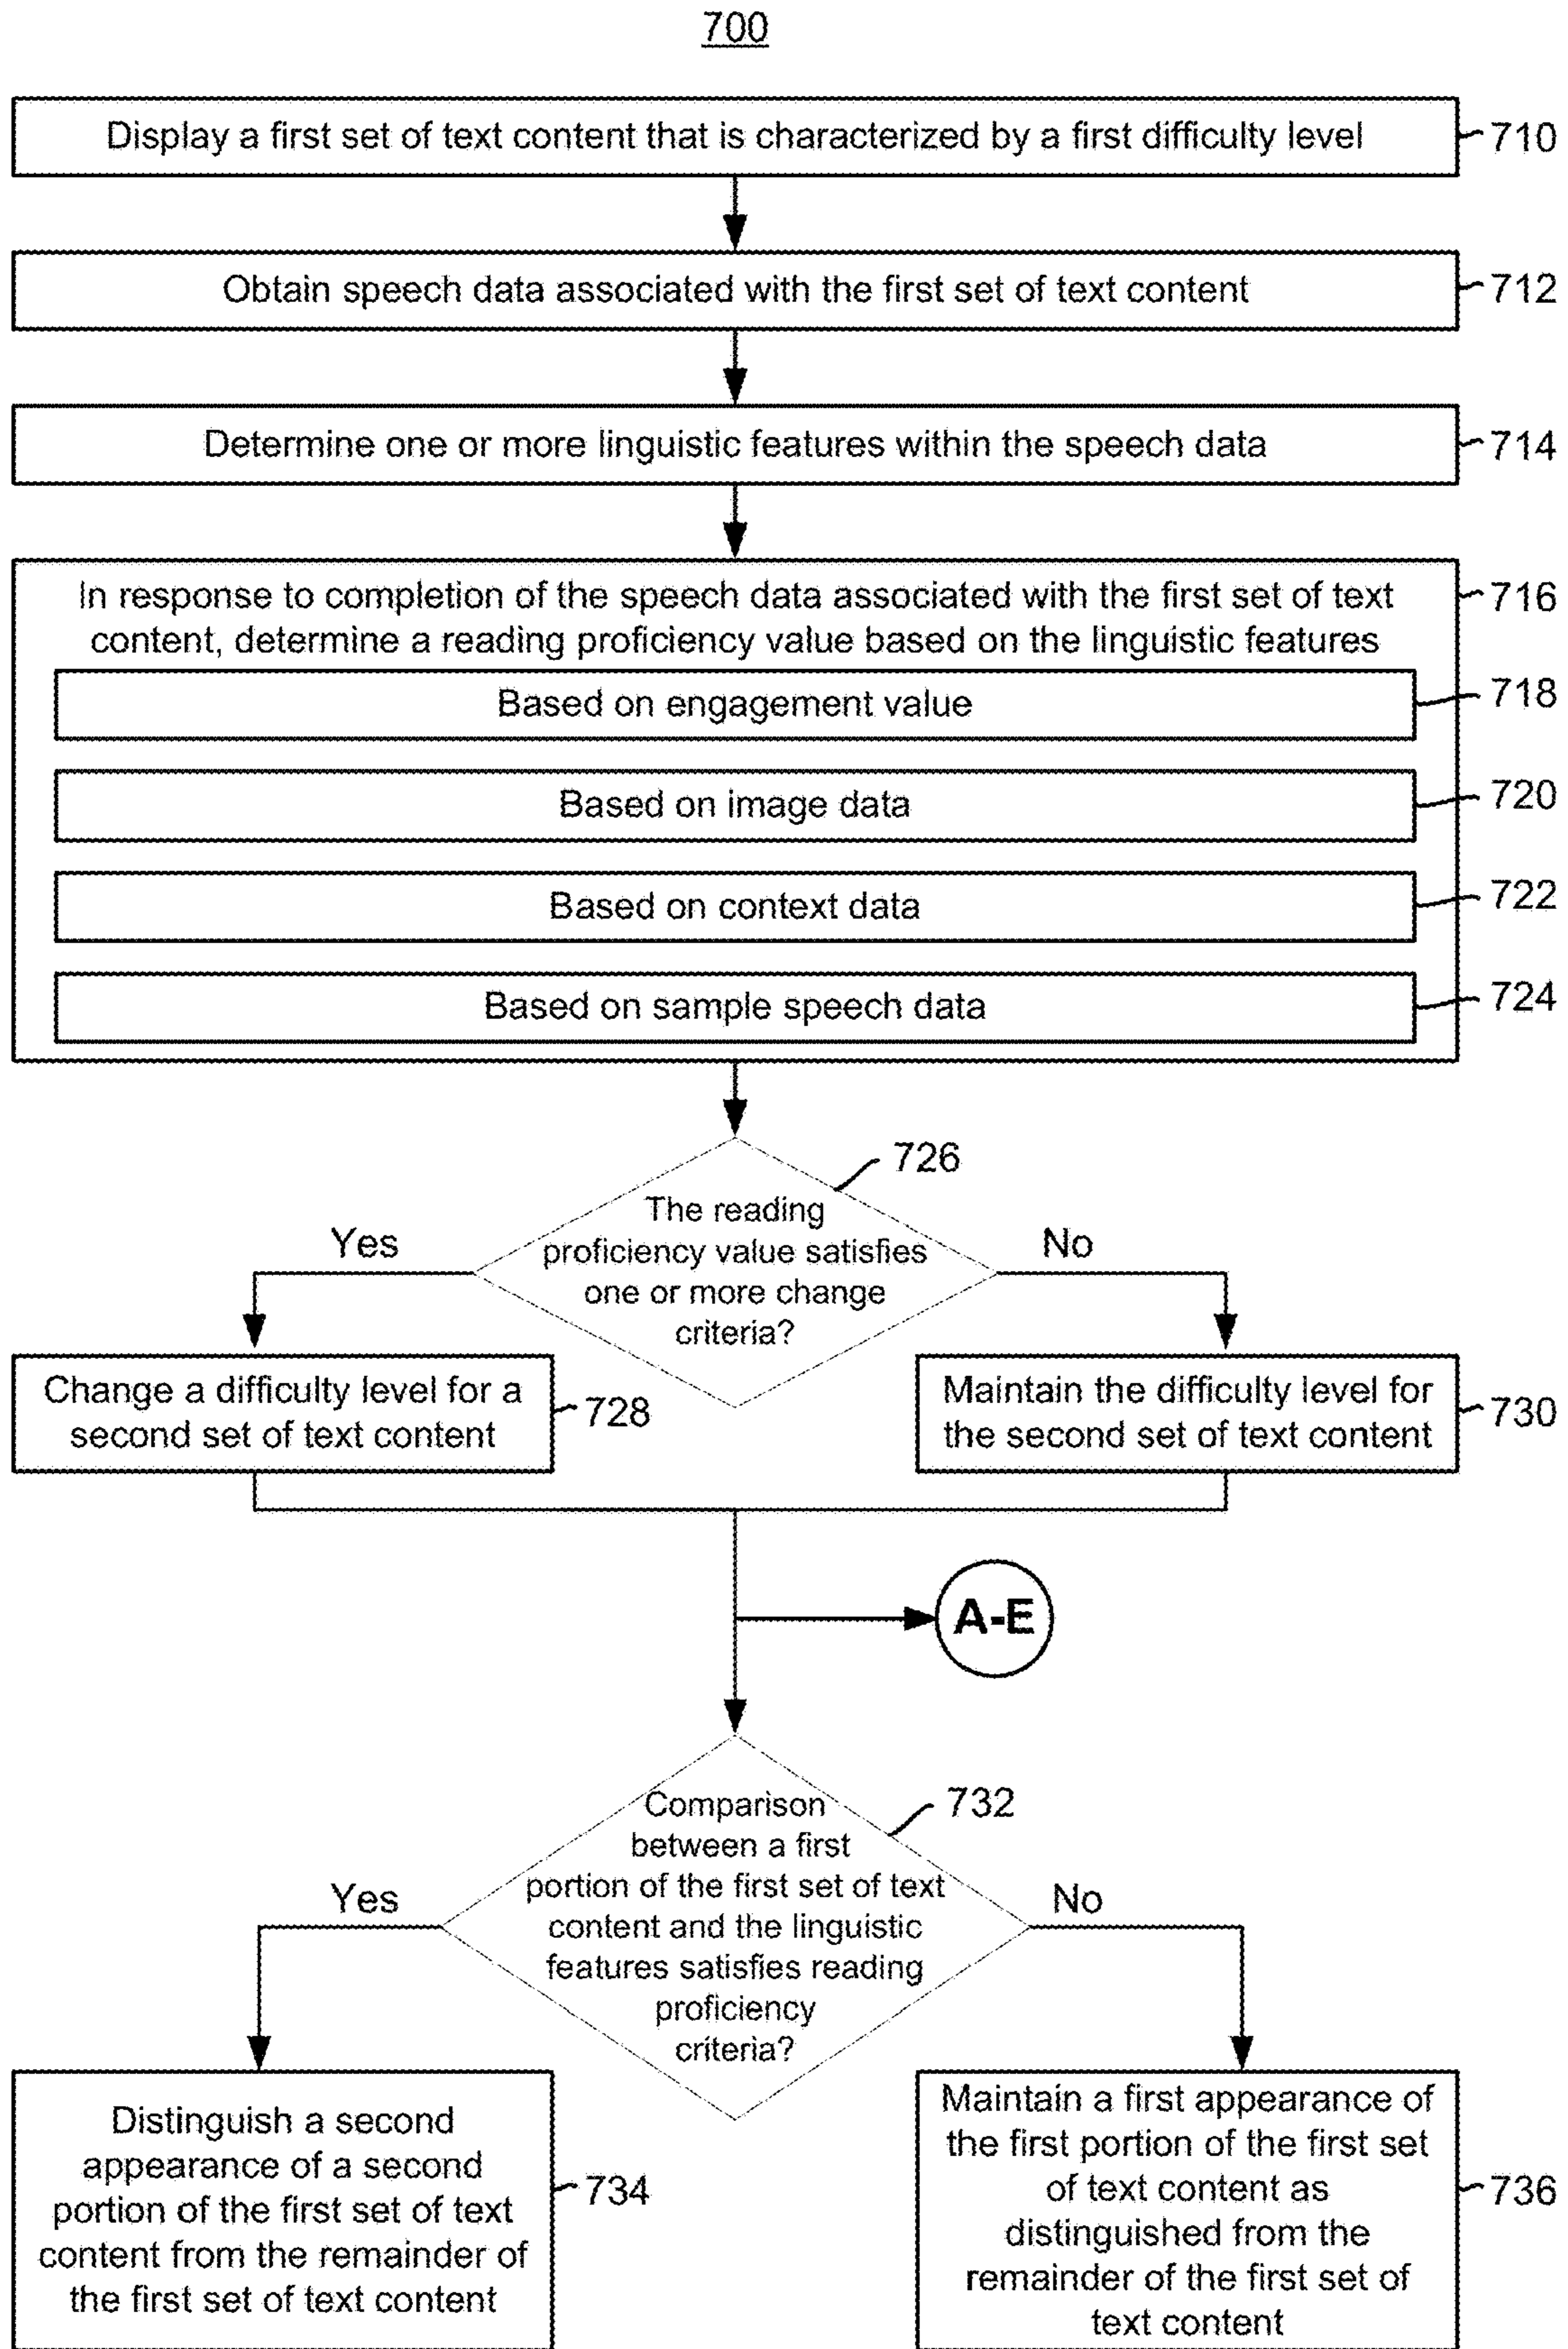 700
Display a first set of text content that is characterized by a first difficulty level
710
Obtain speech data associated with the first set of text content
712
Determine one or more linguistic features within the speech data
714
In response to completion of the speech data associated with the first set of text
content, determine a reading proficiency value based on the linguistic features
716
Based on engagement value
718
Based on image data
720
Based on context data
722
Based on sample speech data
724
726
The reading
proficiency value satisfies
one or more change
criteria?
Yes
No
Change a difficulty level for a
second set of text content
728
Maintain the difficulty level for
the second set of text content
730
A-E
732
Comparison
between a first
portion of the first set of text
content and the linguistic
features satisfies reading
proficiency
criteria?
Yes
No
Distinguish a second
appearance of a second
portion of the first set of text
content from the remainder of
the first set of text content
734
Maintain a first appearance of
the first portion of the first set
of text content as
distinguished from the
remainder of the first set of
text content
736